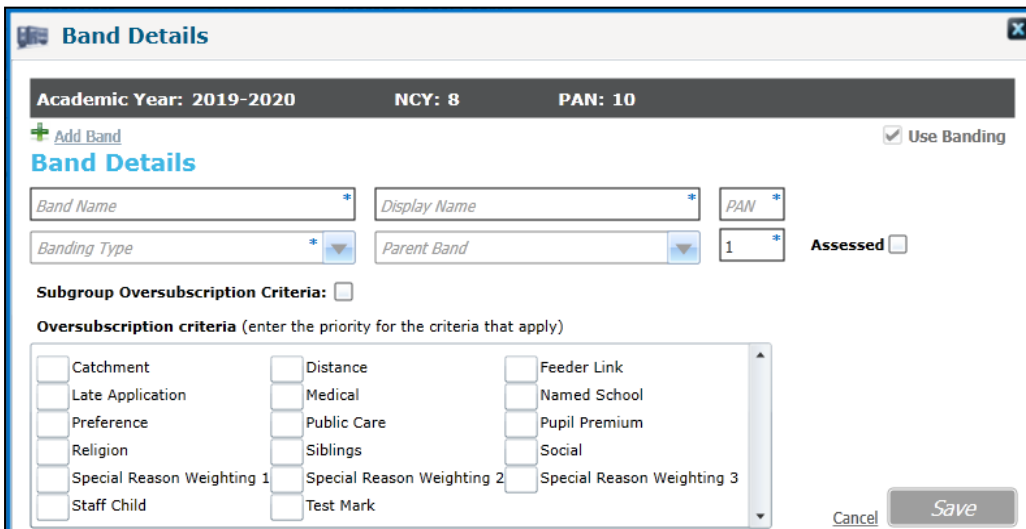 Band Details
Academic Year: 2019-2020 NCY: 8 PAN: 10
Add Band Use Banding
Band Details
Band Name * Display Name * PAN *
Banding Type * Parent Band 1 * Assessed
Subgroup Oversubscription Criteria:
Oversubscription criteria (enter the priority for the criteria that apply)
Catchment Distance Feeder Link
Late Application Medical Named School
Preference Public Care Pupil Premium
Religion Siblings Social
Special Reason Weighting 1 Special Reason Weighting 2 Special Reason Weighting 3
Staff Child Test Mark
Cancel Save